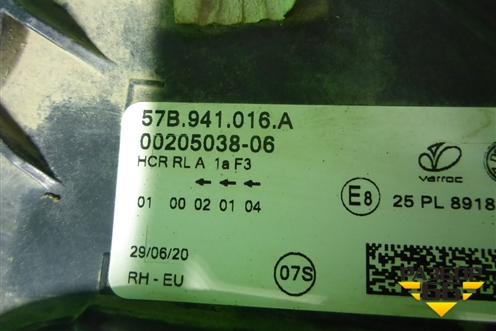 57B.941.016.A
00205038-06
HCR RL A 1a F3
←←←
01 00 02 01 04
varroc
E8
25 PL 8918
29/06/20
RH - EU
07S